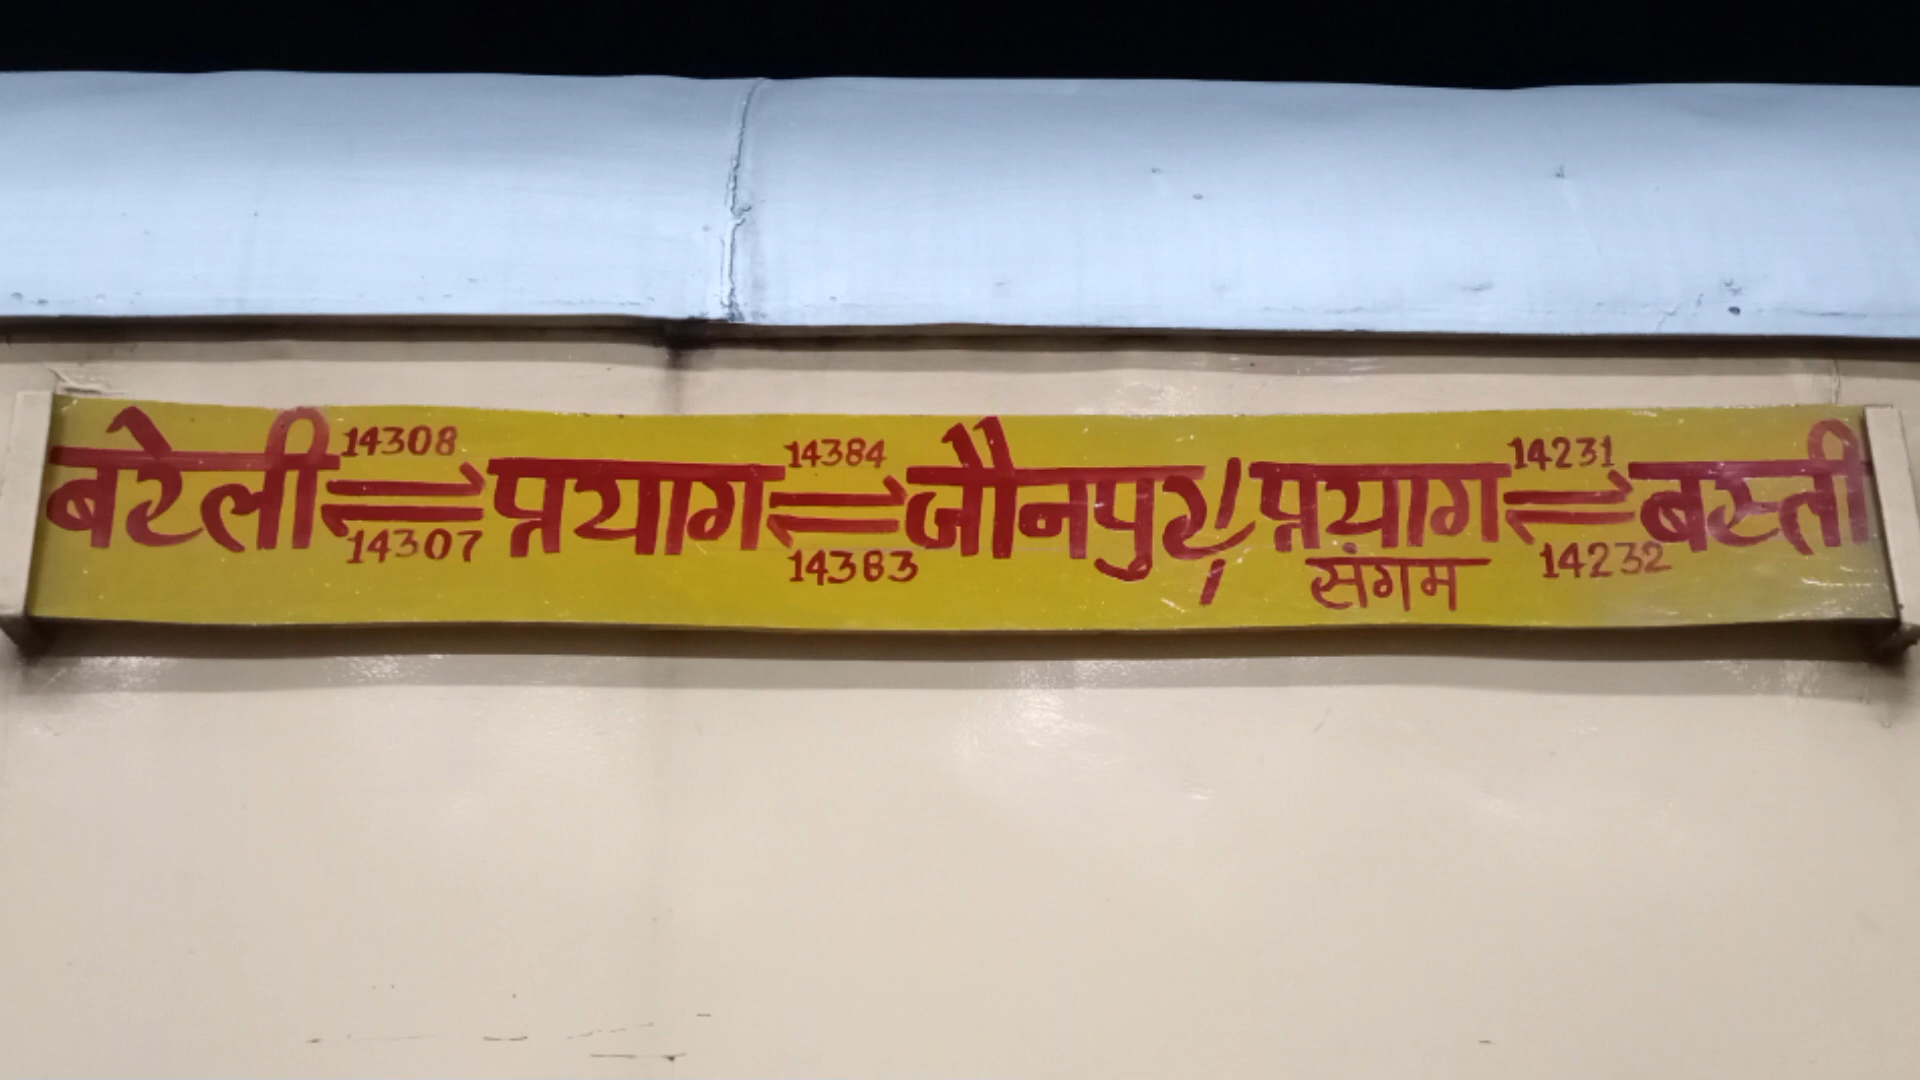 बरेली 14308 ⇌ 14307 प्रयाग 14384 ⇌ 14383 जौनपुर / प्रयाग संगम 14231 ⇌ 14232 बस्ती